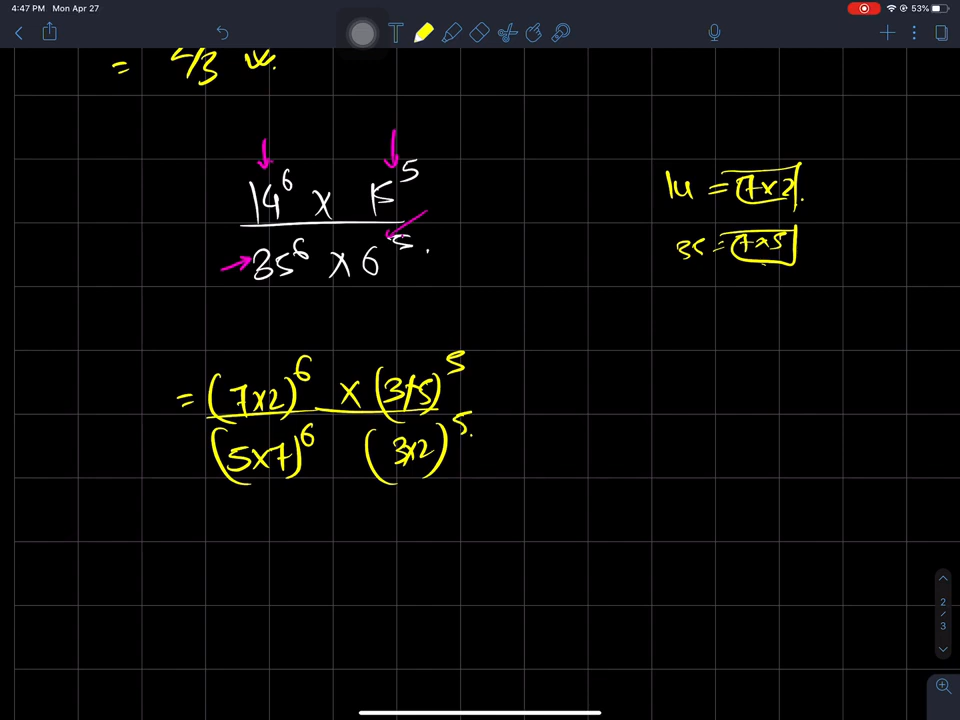 4:47 PM Mon Apr 27 53%
T
= 2/3
14⁶ x 15⁵
35⁶ x 6⁵.
14 = 7x2
35 = 7x5
= (7x2)⁶ x (3x5)⁵
(5x7)⁶ (3x2)⁵.
2
/
3